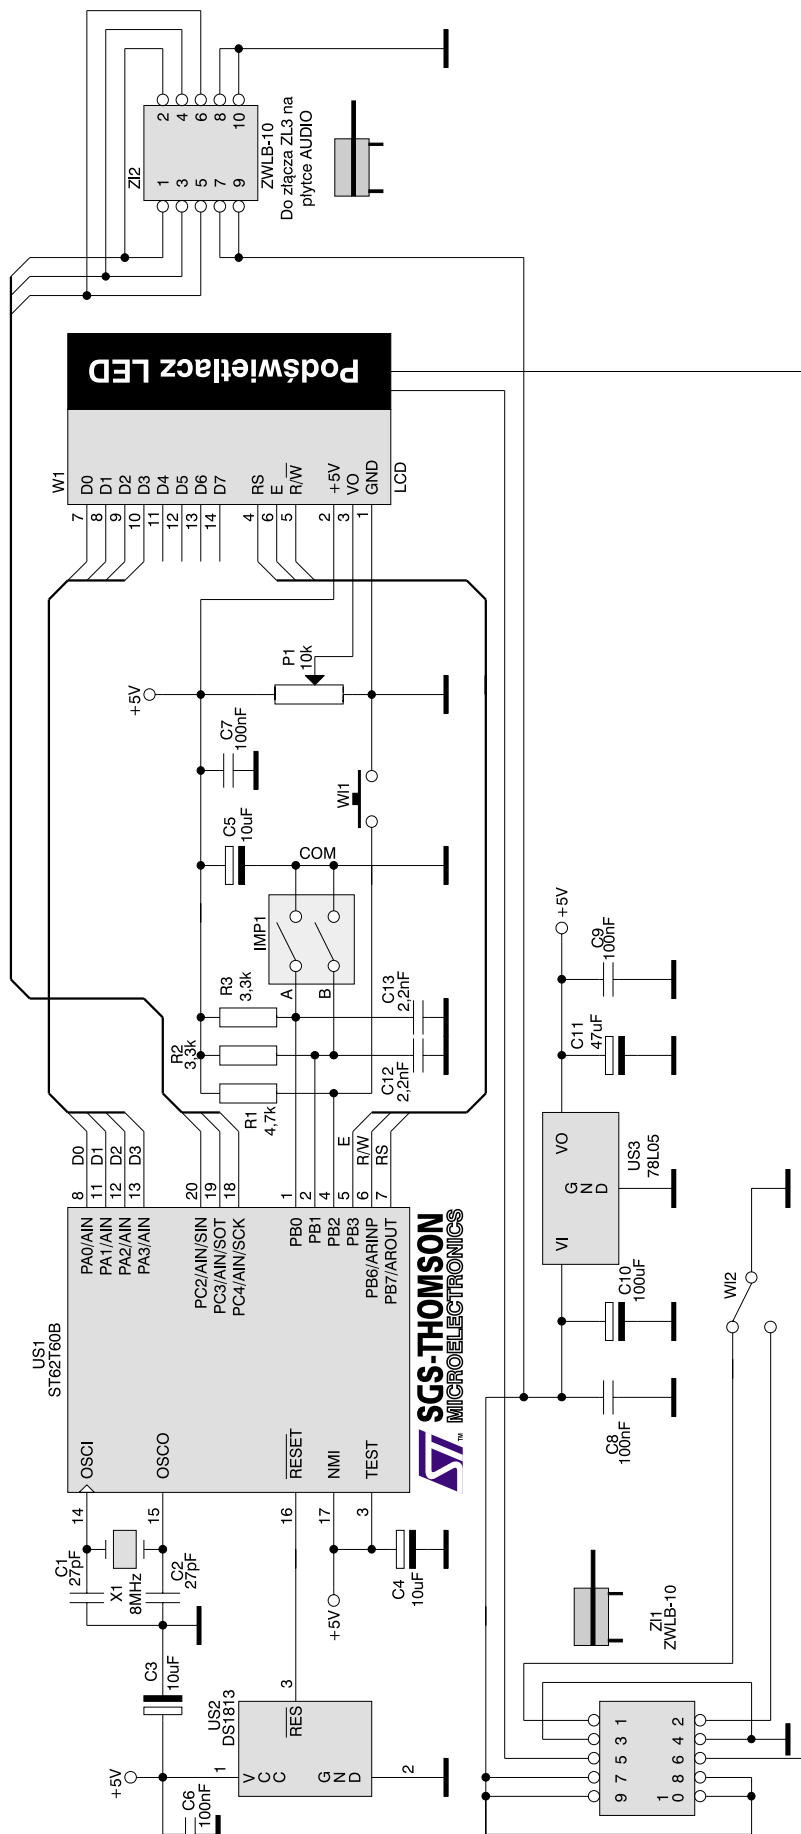 Zl2
2
4
6
8
10
1
3
5
7
9
ZWLB-10
Do złącza ZL3 na
płytce AUDIO
Podświetlacz LED
W1
LCD
D0
D1
D2
D3
D4
D5
D6
D7
RS
E
R/W
+5V
VO
GND
7
8
9
10
11
12
13
14
4
6
5
2
3
1
+5V
P1
10k
C7
100nF
WI1
C5
10uF
COM
IMP1
A
B
R3
3,3k
R2
3,3k
R1
4,7k
C13
2,2nF
C12
2,2nF
D0
D1
D2
D3
E
R/W
RS
8
11
12
13
20
19
18
1
2
4
5
6
7
PA0/AIN
PA1/AIN
PA2/AIN
PA3/AIN
PC2/AIN/SIN
PC3/AIN/SOT
PC4/AIN/SCK
PB0
PB1
PB2
PB3
PB6/ARINP
PB7/AROUT
US1
ST62T60B
OSCI
OSCO
RESET
NMI
TEST
14
15
16
17
3
SGS-THOMSON
MICROELECTRONICS
ST
™
C1
27pF
X1
8MHz
C2
27pF
C4
10uF
+5V
C3
10uF
3
US2
DS1813
RES
VCC
GND
1
2
+5V
C6
100nF
+5V
C9
100nF
C11
47uF
US3
78L05
VO
GND
VI
C10
100uF
C8
100nF
WI2
Zl1
ZWLB-10
1
3
5
7
9
2
4
6
8
10